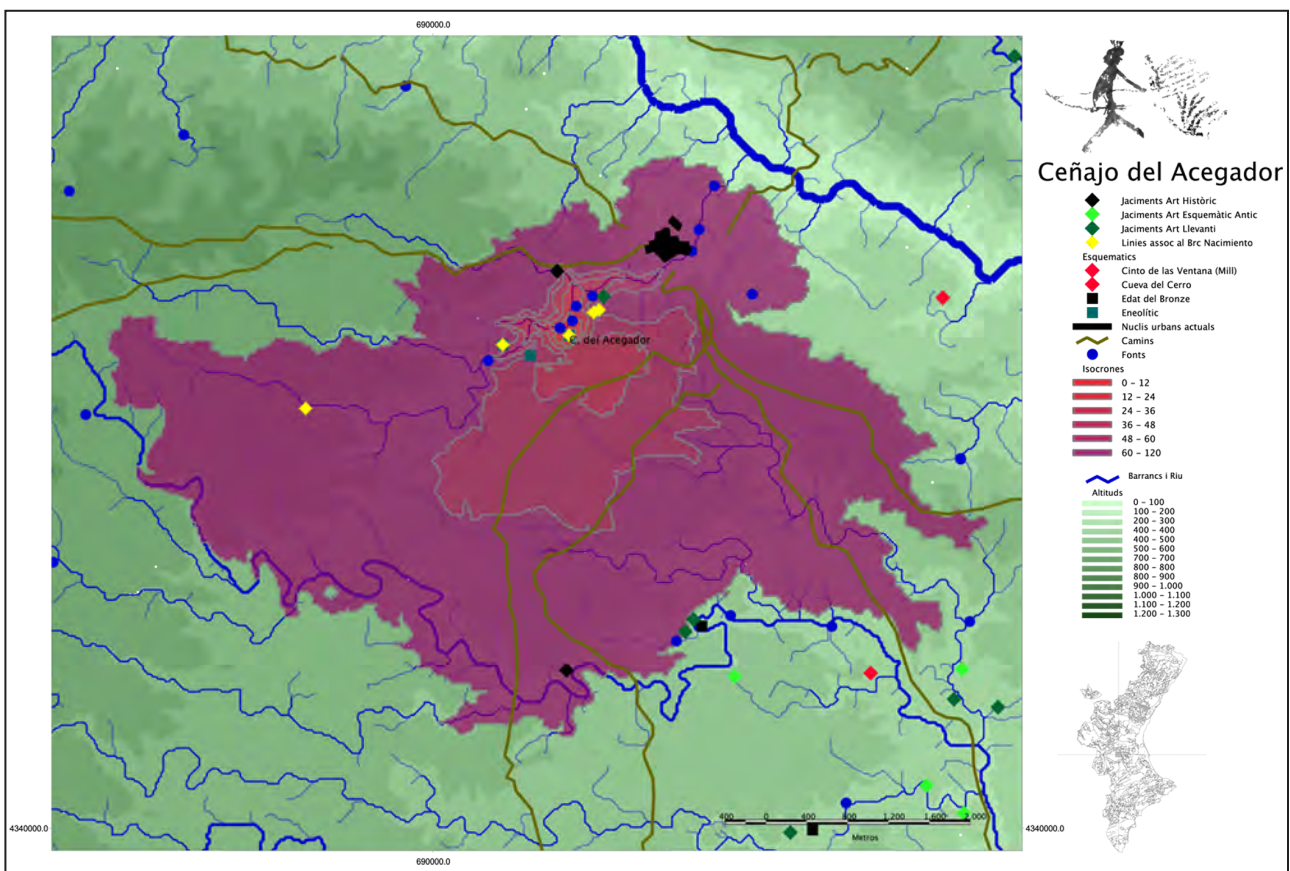 690000.0
Ceñajo del Acegador
Jaciments Art Històric
Jaciments Art Esquemàtic Antic
Jaciments Art Llevantí
Linies assoc al Brc Nacimiento
Esquematics
Cinto de las Ventana (Mill)
Cueva del Cerro
Edat del Bronze
Eneolític
Nuclis urbans actuals
Camins
Fonts
Isocrones
0 - 12
12 - 24
24 - 36
36 - 48
48 - 60
60 - 120
Barrancs i Riu
Altituds
0 - 100
100 - 200
200 - 300
400 - 400
400 - 500
500 - 600
700 - 700
800 - 800
800 - 900
900 - 1.000
1.000 - 1.100
1.100 - 1.200
1.200 - 1.300
C. del Acegador
400 0 400 800 1.200 1.600 2.000
Metros
4340000.0
4340000.0
690000.0